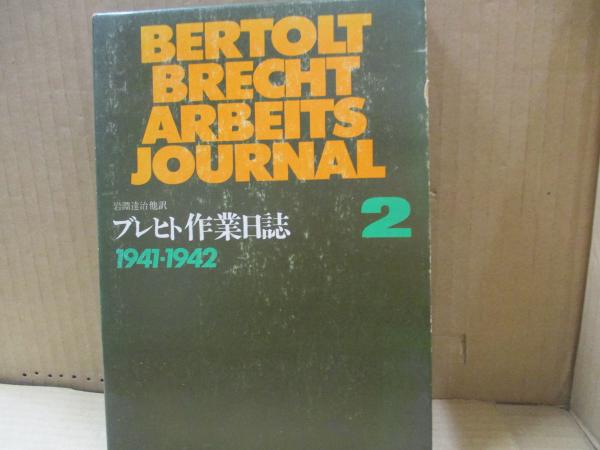 BERTOLT
BRECHT
ARBEITS
JOURNAL
岩淵達治他訳
ブレヒト作業日誌 2
1941-1942